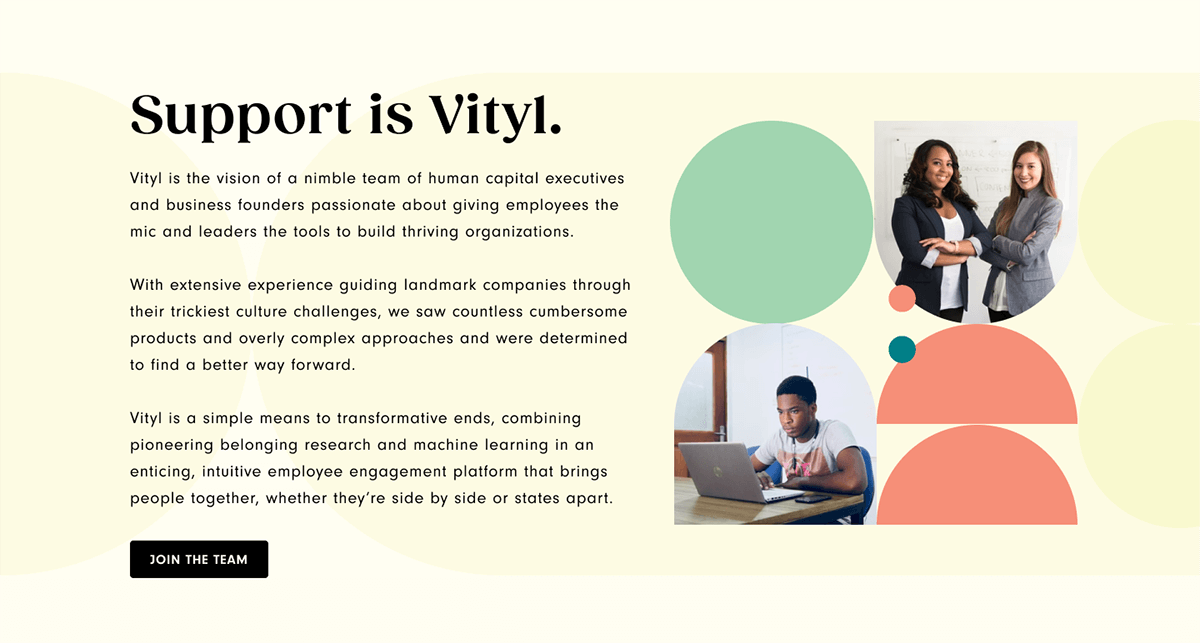 Support is Vityl.
Vityl is the vision of a nimble team of human capital executives
and business founders passionate about giving employees the
mic and leaders the tools to build thriving organizations.
With extensive experience guiding landmark companies through
their trickiest culture challenges, we saw countless cumbersome
products and overly complex approaches and were determined
to find a better way forward.
Vityl is a simple means to transformative ends, combining
pioneering belonging research and machine learning in an
enticing, intuitive employee engagement platform that brings
people together, whether they’re side by side or states apart.
JOIN THE TEAM